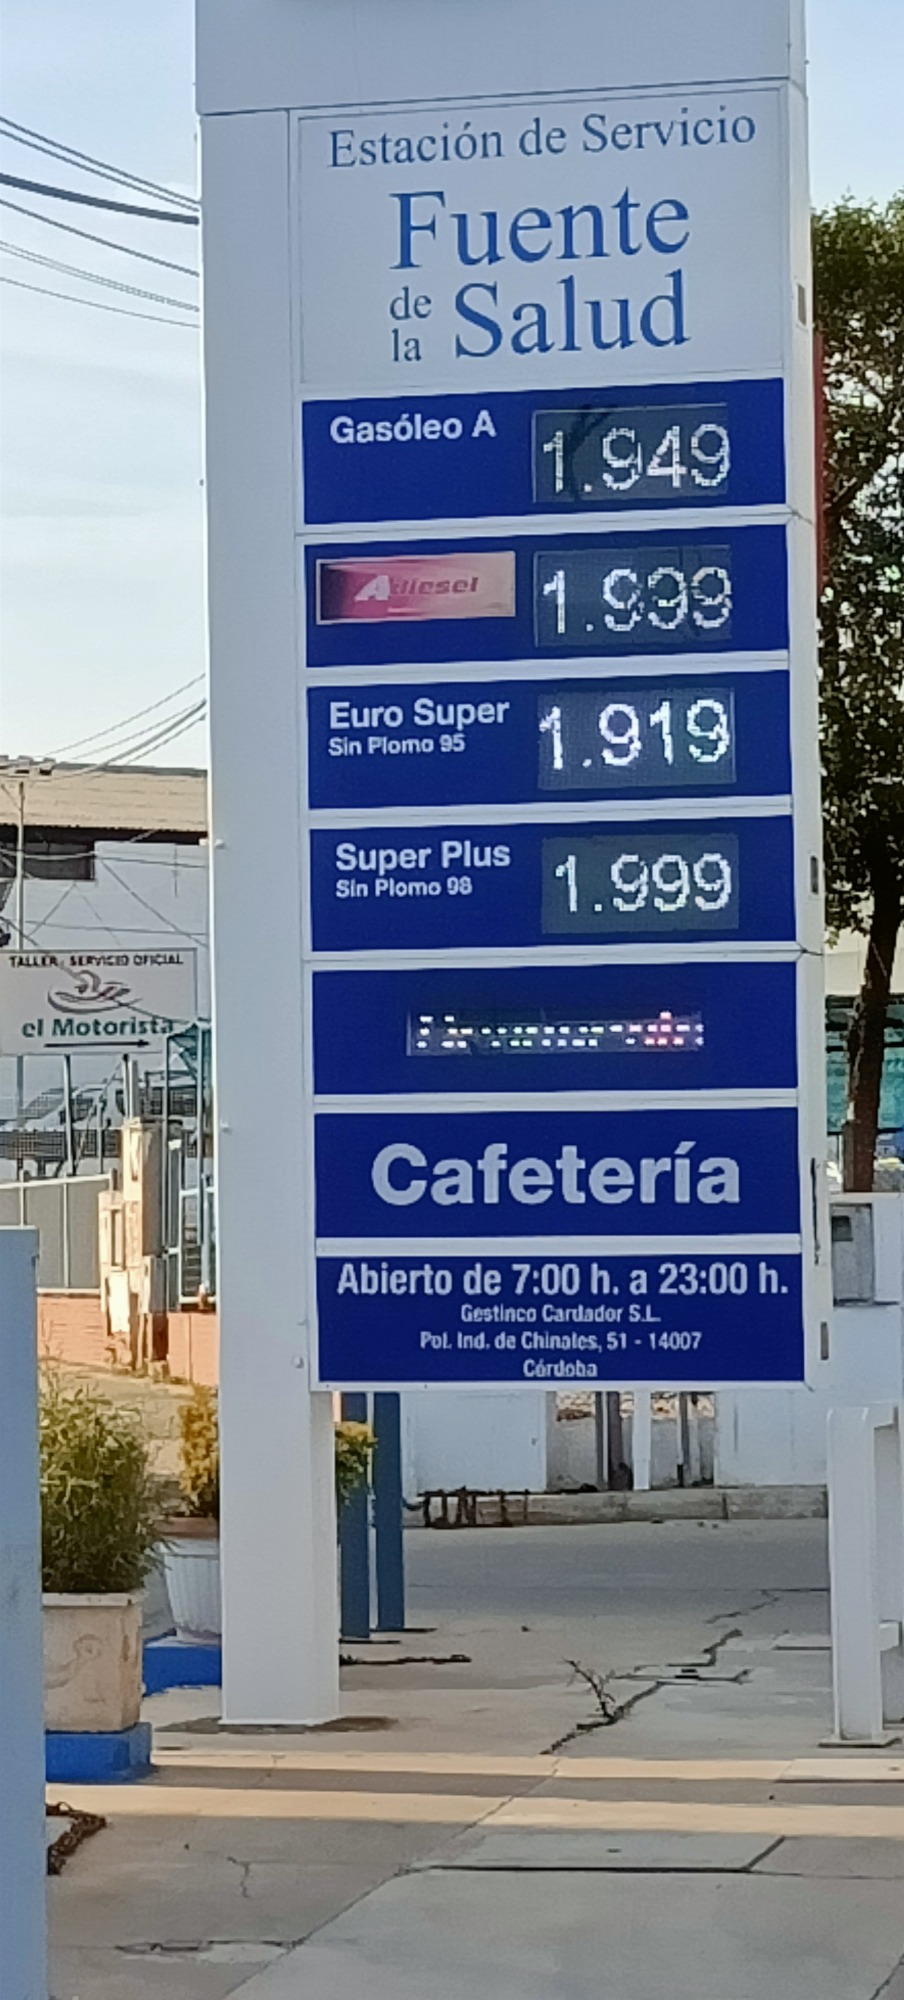 Estación de Servicio
Fuente
de la Salud
Gasóleo A 1.949
A diesel 1.999
Euro Super 1.919
Sin Plomo 95
Super Plus 1.999
Sin Plomo 98
Cafetería
Abierto de 7:00 h. a 23:00 h.
Gestinco Cardador S.L.
Pol. Ind. de Chinales, 51 - 14007
Córdoba
TALLER - SERVICIO OFICIAL
el Motorista